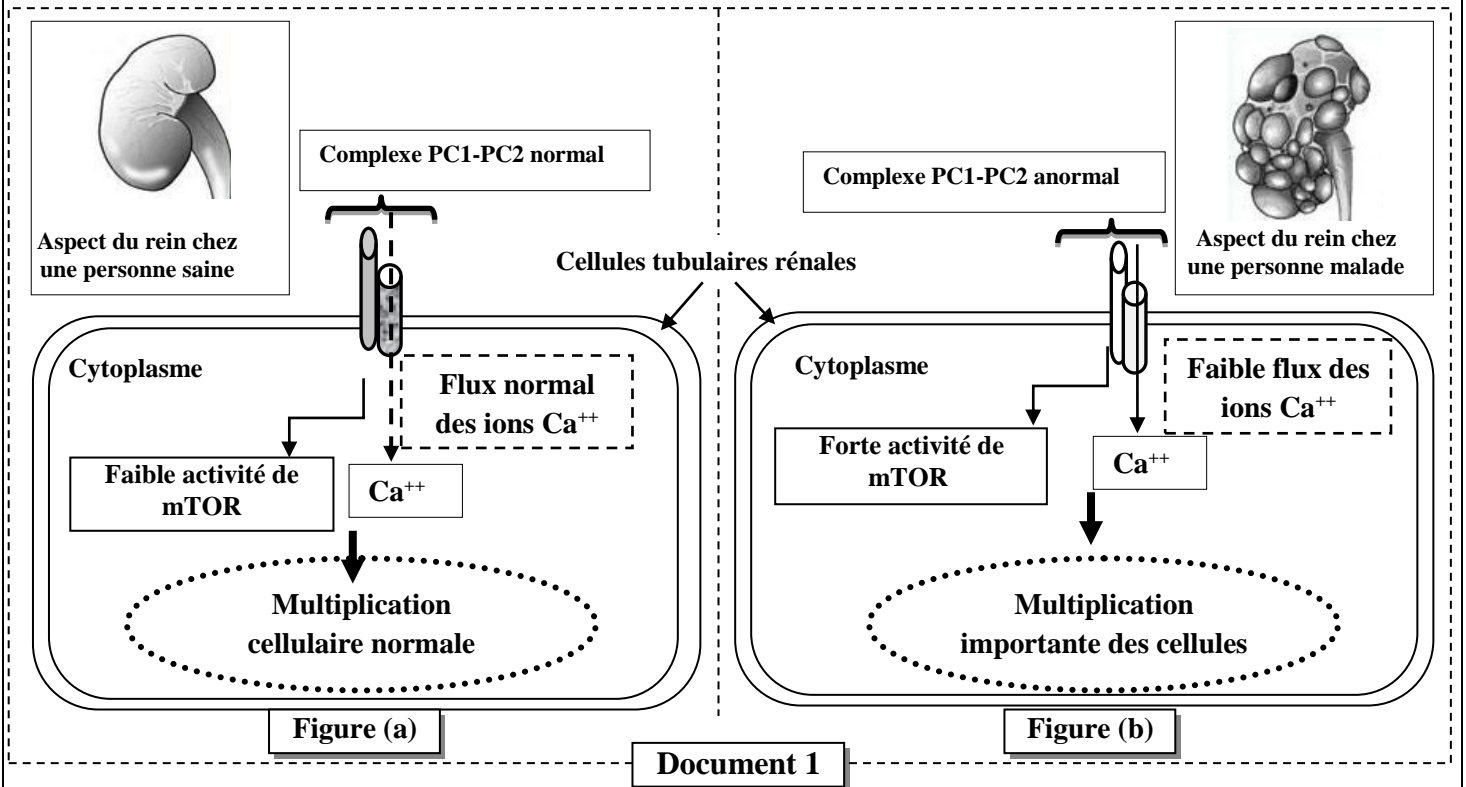 Complexe PC1-PC2 normal
Aspect du rein chez
une personne saine
Cytoplasme
Flux normal
des ions Ca⁺⁺
Faible activité de
mTOR
Ca⁺⁺
Multiplication
cellulaire normale
Figure (a)
Cellules tubulaires rénales
Complexe PC1-PC2 anormal
Aspect du rein chez
une personne malade
Cytoplasme
Faible flux des
ions Ca⁺⁺
Forte activité de
mTOR
Ca⁺⁺
Multiplication
importante des cellules
Figure (b)
Document 1